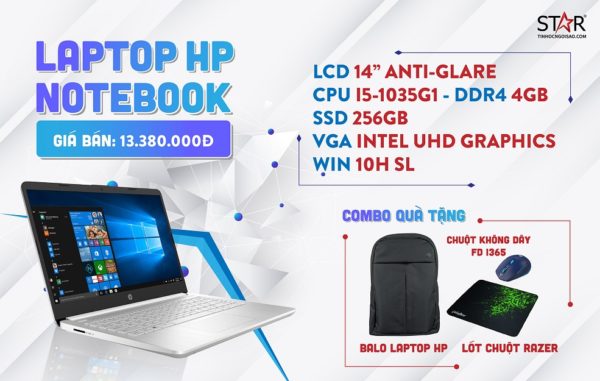 STAR
TINHOCNGOISAO.COM
LAPTOP HP
NOTEBOOK
GIÁ BÁN: 13.380.000Đ
LCD 14” ANTI-GLARE
CPU I5-1035G1 - DDR4 4GB
SSD 256GB
VGA INTEL UHD GRAPHICS
WIN 10H SL
COMBO QUÀ TẶNG
CHUỘT KHÔNG DÂY
FD I365
BALO LAPTOP HP
LÓT CHUỘT RAZER
hp